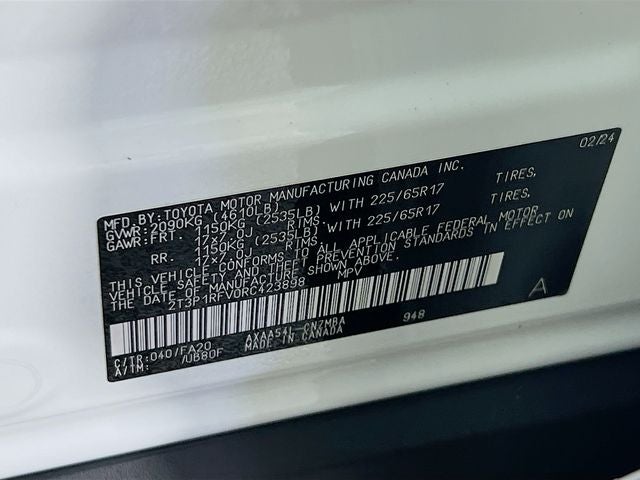 02/24
MFD.BY:TOYOTA MOTOR MANUFACTURING CANADA INC.
GVWR:2090KG (4610LB)
GAWR:FRT. 1150KG (2535LB) WITH 225/65R17 TIRES,
17x7.0J RIMS,
RR. 1150KG (2535LB) WITH 225/65R17 TIRES,
17x7.0J RIMS,
THIS VEHICLE CONFORMS TO ALL APPLICABLE FEDERAL MOTOR
VEHICLE SAFETY AND THEFT PREVENTION STANDARDS IN EFFECT ON
THE DATE OF MANUFACTURE SHOWN ABOVE.
2T3P1RFV0RC423898 MPV
A
C/TR:040/FA20 AXAA54L-CNZMBA 948
A/TM: /UB80F MADE IN CANADA